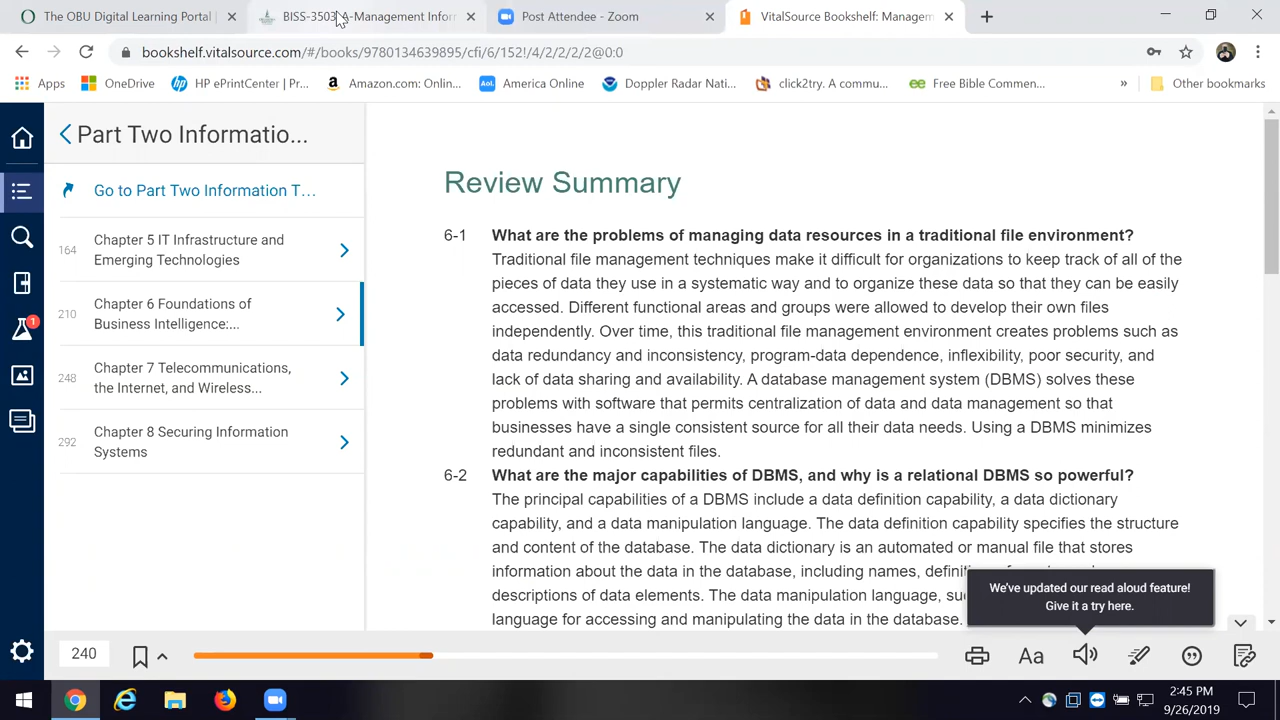 The OBU Digital Learning Portal
BISS-3503-A-Management Infor
Post Attendee - Zoom
VitalSource Bookshelf: Managem
bookshelf.vitalsource.com/#/books/9780134639895/cfi/6/152!/4/2/2/2/2@0:0
Apps
OneDrive
HP ePrintCenter | Pr...
Amazon.com: Onlin...
Aol.
America Online
Doppler Radar Nati...
click2try. A commu...
Free Bible Commen...
»
Other bookmarks
Part Two Informatio...
Go to Part Two Information T...
164 Chapter 5 IT Infrastructure and
Emerging Technologies
210 Chapter 6 Foundations of
Business Intelligence:...
248 Chapter 7 Telecommunications,
the Internet, and Wireless...
292 Chapter 8 Securing Information
Systems
1
Review Summary
6-1 What are the problems of managing data resources in a traditional file environment?
Traditional file management techniques make it difficult for organizations to keep track of all of the
pieces of data they use in a systematic way and to organize these data so that they can be easily
accessed. Different functional areas and groups were allowed to develop their own files
independently. Over time, this traditional file management environment creates problems such as
data redundancy and inconsistency, program-data dependence, inflexibility, poor security, and
lack of data sharing and availability. A database management system (DBMS) solves these
problems with software that permits centralization of data and data management so that
businesses have a single consistent source for all their data needs. Using a DBMS minimizes
redundant and inconsistent files.
6-2 What are the major capabilities of DBMS, and why is a relational DBMS so powerful?
The principal capabilities of a DBMS include a data definition capability, a data dictionary
capability, and a data manipulation language. The data definition capability specifies the structure
and content of the database. The data dictionary is an automated or manual file that stores
information about the data in the database, including names,
descriptions of data elements. The data manipulation language,
language for accessing and manipulating the data in the database.
We've updated our read aloud feature!
Give it a try here.
240
Aa
2:45 PM
9/26/2019